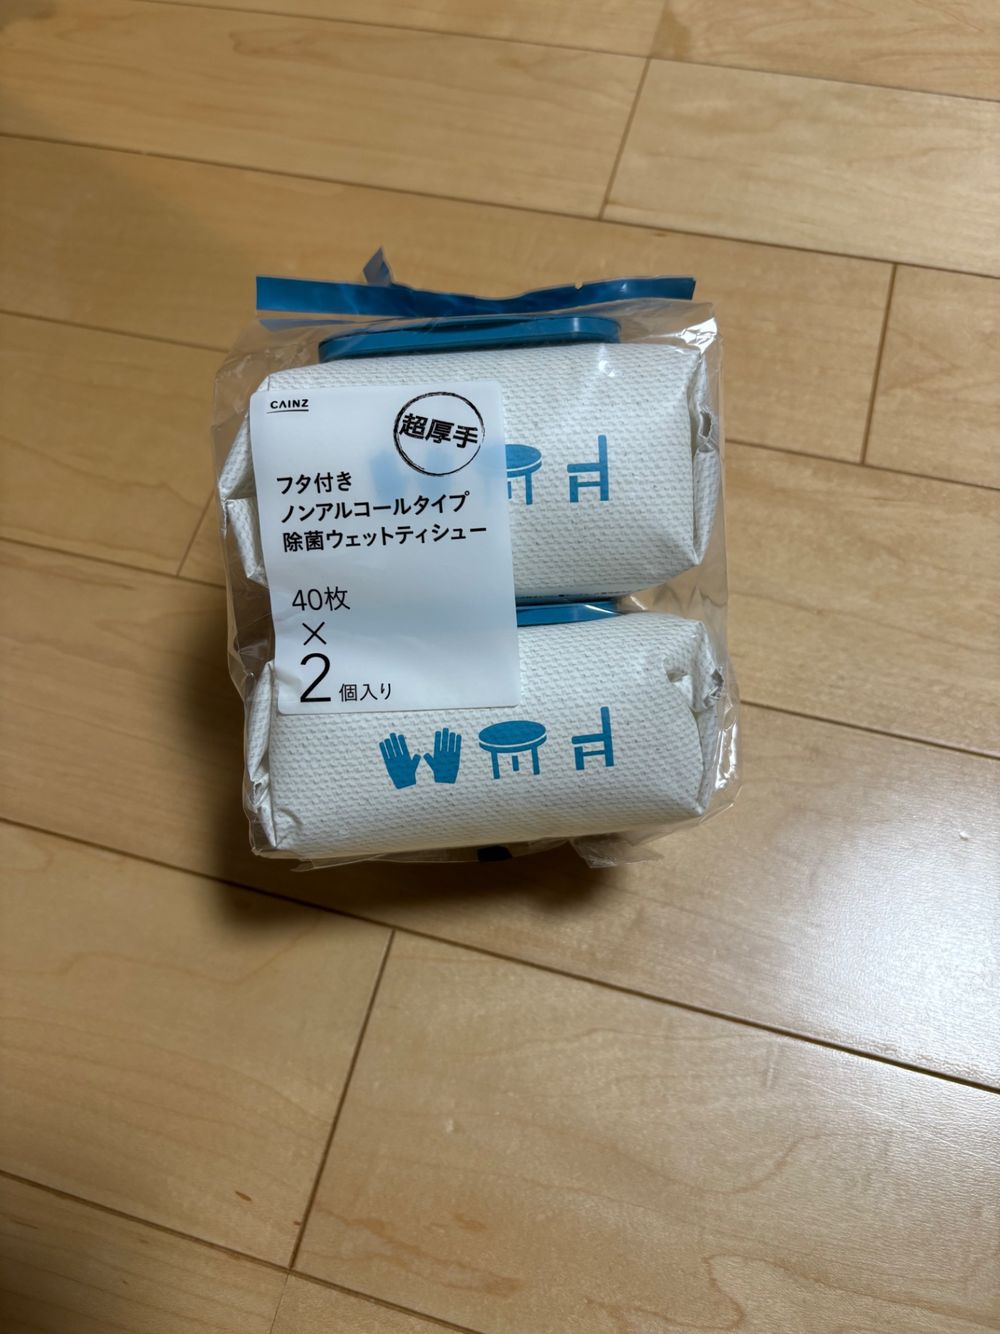 CAINZ
超厚手
フタ付き
ノンアルコールタイプ
除菌ウェットティシュー
40枚
×
2個入り